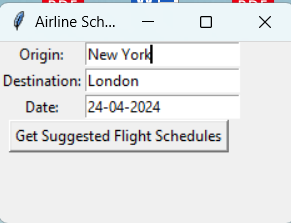 Airline Sch...
Origin: New York
Destination: London
Date: 24-04-2024
Get Suggested Flight Schedules